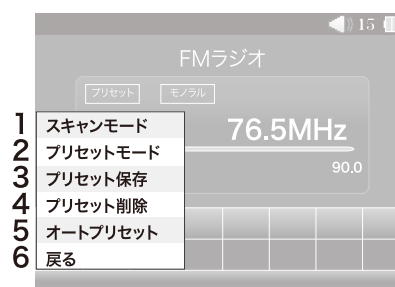 15
FMラジオ
プリセット モノラル
76.5MHz
90.0
1 スキャンモード
2 プリセットモード
3 プリセット保存
4 プリセット削除
5 オートプリセット
6 戻る